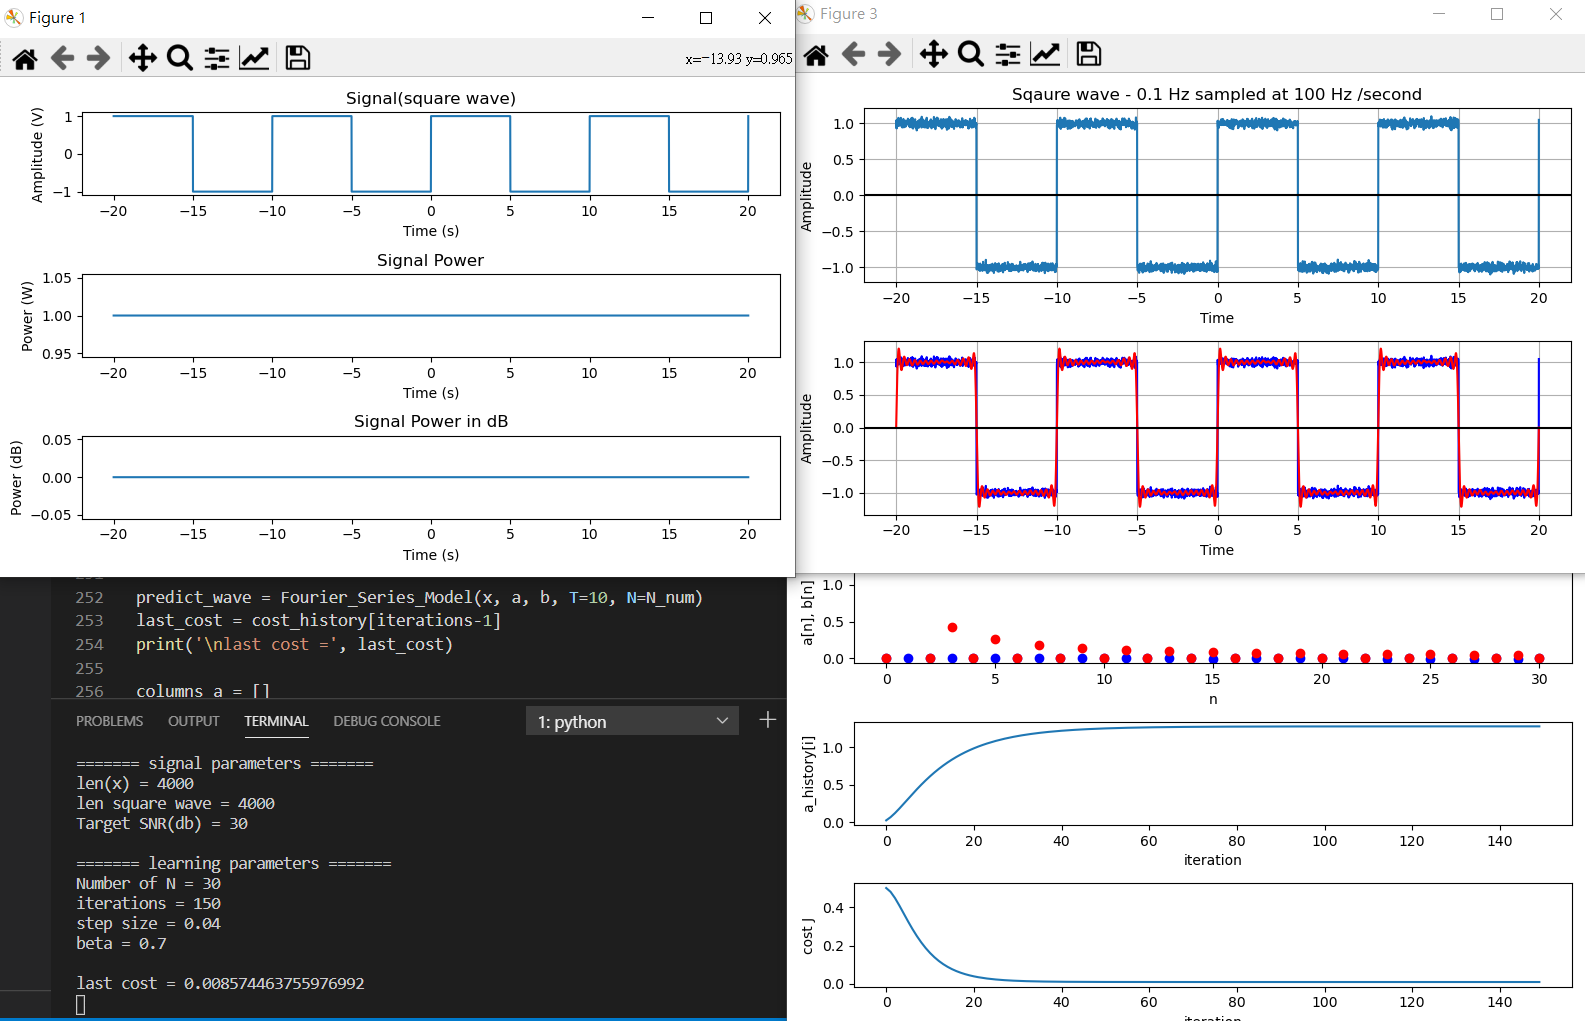 Figure 1
x=−13.93 y=0.965
Signal(square wave)
Amplitude (V)
1
0
−1
−20 −15 −10 −5 0 5 10 15 20
Time (s)
Signal Power
Power (W)
1.05
1.00
0.95
−20 −15 −10 −5 0 5 10 15 20
Time (s)
Signal Power in dB
Power (dB)
0.05
0.00
−0.05
−20 −15 −10 −5 0 5 10 15 20
Time (s)
Figure 3
Sqaure wave - 0.1 Hz sampled at 100 Hz /second
Amplitude
1.0
0.5
0.0
−0.5
−1.0
−20 −15 −10 −5 0 5 10 15 20
Time
Amplitude
1.0
0.5
0.0
−0.5
−1.0
−20 −15 −10 −5 0 5 10 15 20
Time
252 predict_wave = Fourier_Series_Model(x, a, b, T=10, N=N_num)
253 last_cost = cost_history[iterations-1]
254 print('\nlast cost =', last_cost)
255
256 columns_a = []
PROBLEMS OUTPUT TERMINAL DEBUG CONSOLE 1: python
======= signal parameters =======
len(x) = 4000
len square wave = 4000
Target SNR(db) = 30
======= learning parameters =======
Number of N = 30
iterations = 150
step size = 0.04
beta = 0.7
last cost = 0.008574463755976992
a[n], b[n]
1.0
0.5
0.0
0 5 10 15 20 25 30
n
a_history[i]
1.0
0.5
0.0
0 20 40 60 80 100 120 140
iteration
cost J
0.4
0.2
0.0
0 20 40 60 80 100 120 140
iteration